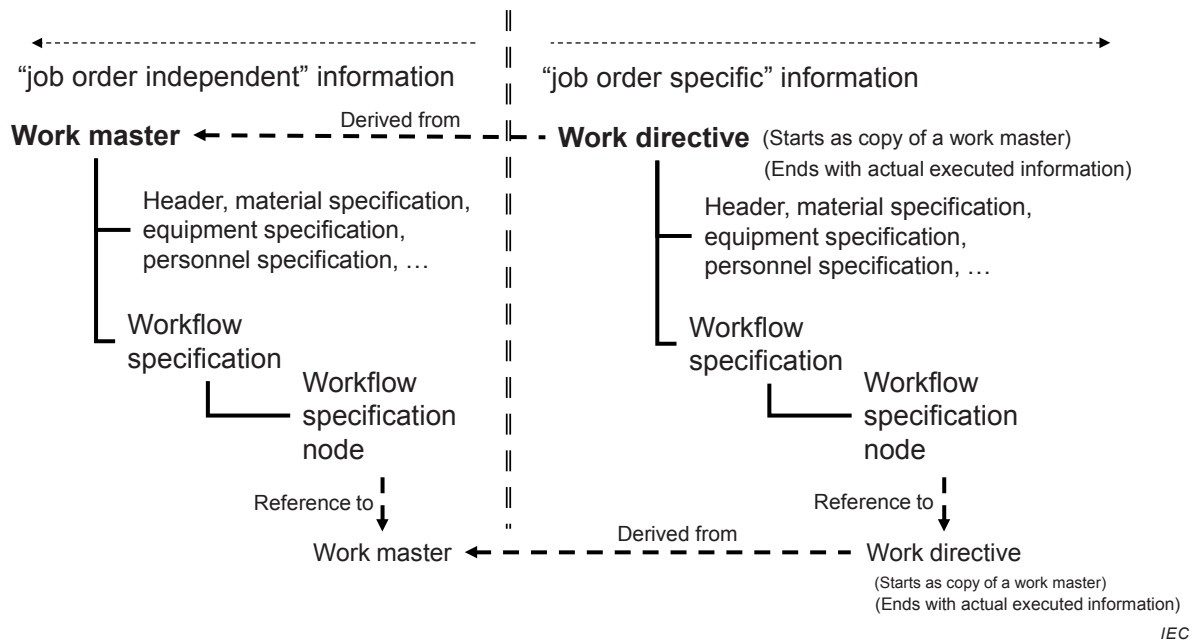 “job order independent” information
“job order specific” information
Derived from
Work master
Work directive (Starts as copy of a work master)
(Ends with actual executed information)
Header, material specification,
equipment specification,
personnel specification, …
Header, material specification,
equipment specification,
personnel specification, …
Workflow
specification
Workflow
specification
Workflow
specification
node
Workflow
specification
node
Reference to
Reference to
Derived from
Work master
Work directive
(Starts as copy of a work master)
(Ends with actual executed information)
IEC